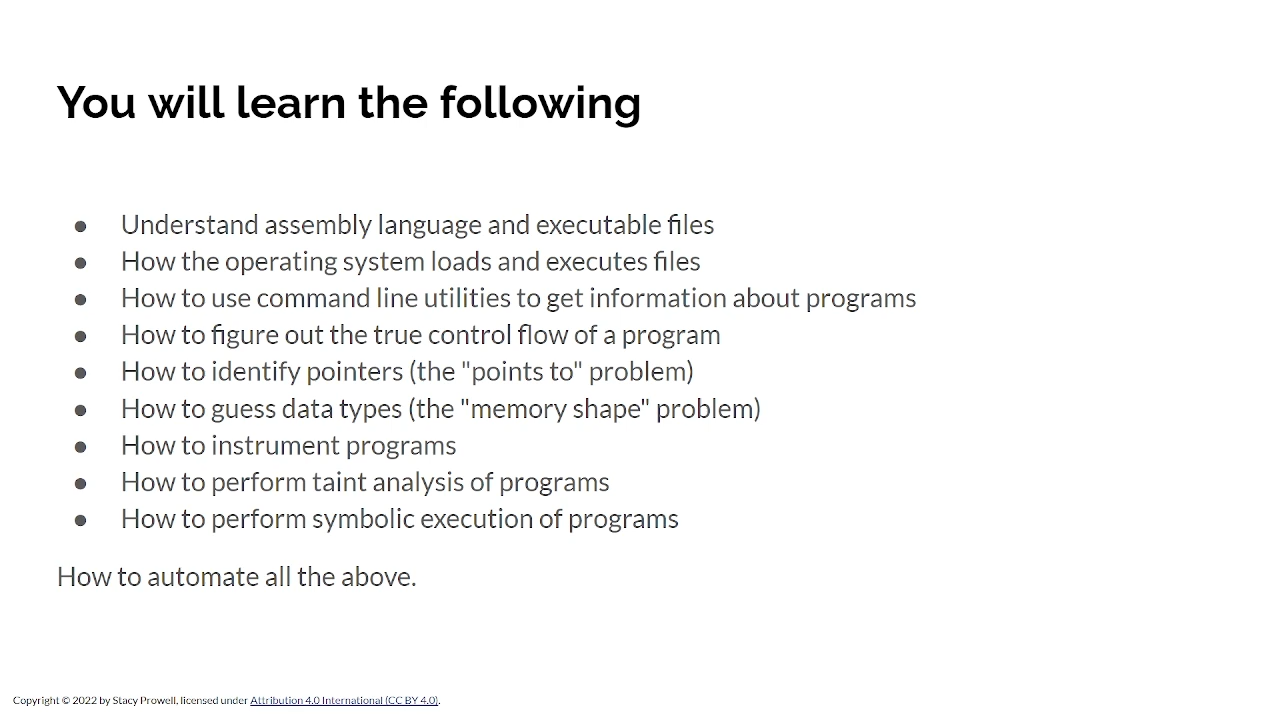 You will learn the following
● Understand assembly language and executable files
● How the operating system loads and executes files
● How to use command line utilities to get information about programs
● How to figure out the true control flow of a program
● How to identify pointers (the "points to" problem)
● How to guess data types (the "memory shape" problem)
● How to instrument programs
● How to perform taint analysis of programs
● How to perform symbolic execution of programs
How to automate all the above.
Copyright © 2022 by Stacy Prowell, licensed under Attribution 4.0 International (CC BY 4.0).